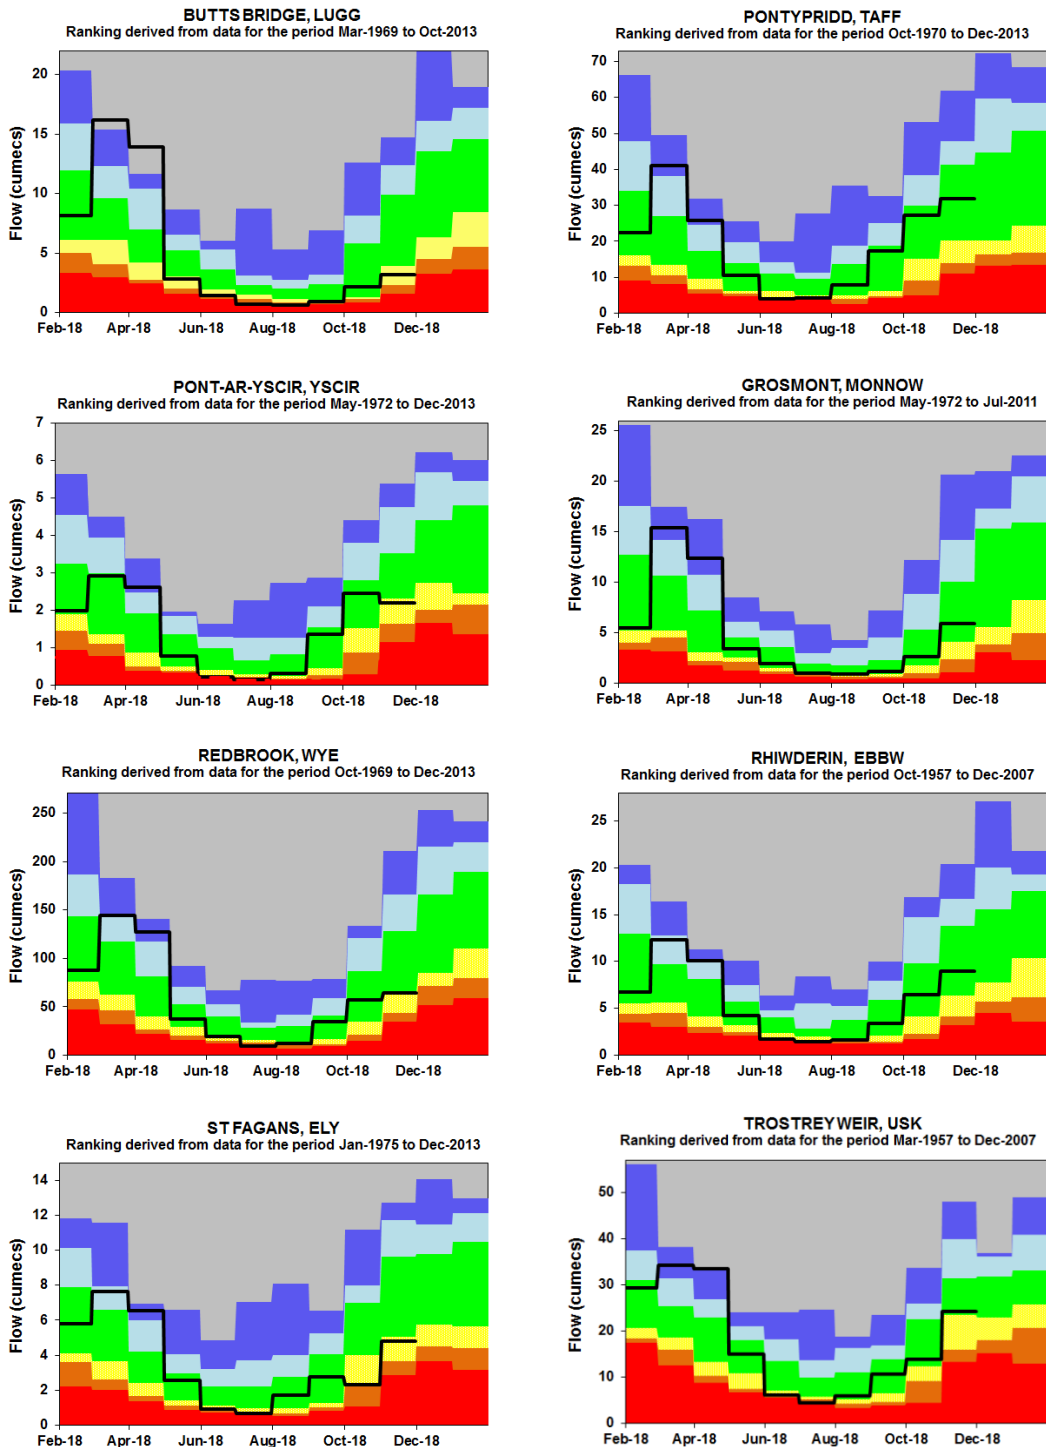 BUTTS BRIDGE, LUGG
Ranking derived from data for the period Mar-1969 to Oct-2013
Flow (cumecs)
20
15
10
5
0
Feb-18 Apr-18 Jun-18 Aug-18 Oct-18 Dec-18
PONTYPRIDD, TAFF
Ranking derived from data for the period Oct-1970 to Dec-2013
Flow (cumecs)
70
60
50
40
30
20
10
0
Feb-18 Apr-18 Jun-18 Aug-18 Oct-18 Dec-18
PONT-AR-YSCIR, YSCIR
Ranking derived from data for the period May-1972 to Dec-2013
Flow (cumecs)
7
6
5
4
3
2
1
0
Feb-18 Apr-18 Jun-18 Aug-18 Oct-18 Dec-18
GROSMONT, MONNOW
Ranking derived from data for the period May-1972 to Jul-2011
Flow (cumecs)
25
20
15
10
5
0
Feb-18 Apr-18 Jun-18 Aug-18 Oct-18 Dec-18
REDBROOK, WYE
Ranking derived from data for the period Oct-1969 to Dec-2013
Flow (cumecs)
250
200
150
100
50
0
Feb-18 Apr-18 Jun-18 Aug-18 Oct-18 Dec-18
RHIWDERIN, EBBW
Ranking derived from data for the period Oct-1957 to Dec-2007
Flow (cumecs)
25
20
15
10
5
0
Feb-18 Apr-18 Jun-18 Aug-18 Oct-18 Dec-18
ST FAGANS, ELY
Ranking derived from data for the period Jan-1975 to Dec-2013
Flow (cumecs)
14
12
10
8
6
4
2
0
Feb-18 Apr-18 Jun-18 Aug-18 Oct-18 Dec-18
TROSTREY WEIR, USK
Ranking derived from data for the period Mar-1957 to Dec-2007
Flow (cumecs)
50
40
30
20
10
0
Feb-18 Apr-18 Jun-18 Aug-18 Oct-18 Dec-18